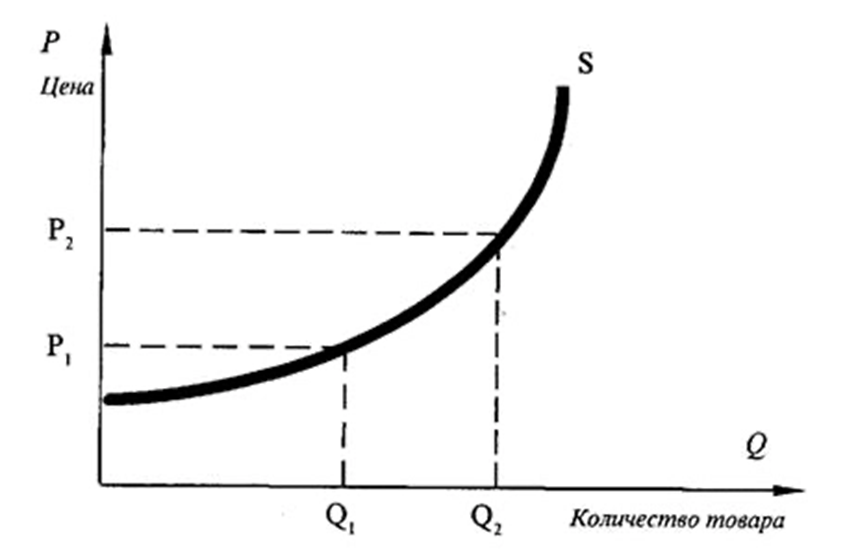 P
S
Цена
P₂
P₁
Q
Q₁ Q₂ Количество товара